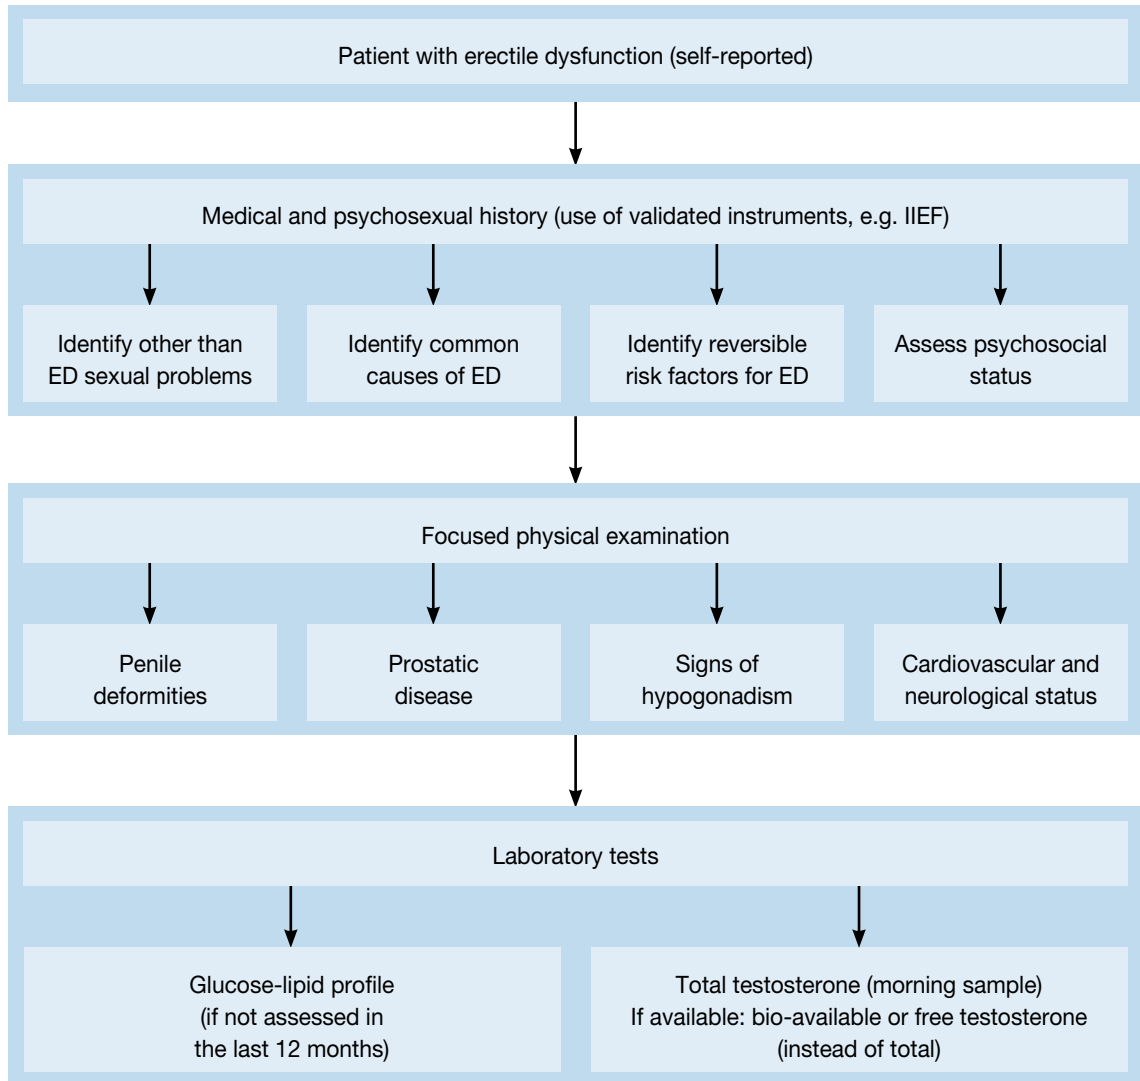 Patient with erectile dysfunction (self-reported)
Medical and psychosexual history (use of validated instruments, e.g. IIEF)
Identify other than
ED sexual problems
Identify common
causes of ED
Identify reversible
risk factors for ED
Assess psychosocial
status
Focused physical examination
Penile
deformities
Prostatic
disease
Signs of
hypogonadism
Cardiovascular and
neurological status
Laboratory tests
Glucose-lipid profile
(if not assessed in
the last 12 months)
Total testosterone (morning sample)
If available: bio-available or free testosterone
(instead of total)